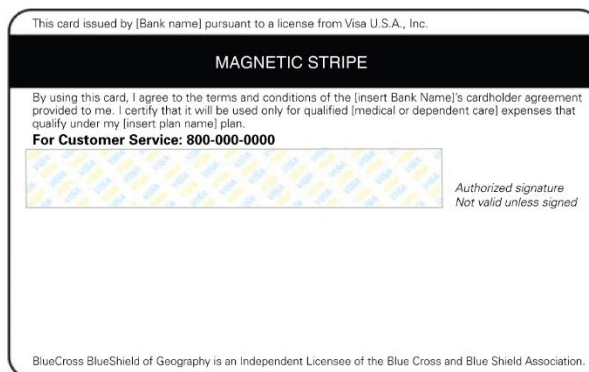 This card issued by [Bank name] pursuant to a license from Visa U.S.A., Inc.
MAGNETIC STRIPE
By using this card, I agree to the terms and conditions of the [insert Bank Name]'s cardholder agreement
provided to me. I certify that it will be used only for qualified [medical or dependent care] expenses that
qualify under my [insert plan name] plan.
For Customer Service: 800-000-0000
Authorized signature
Not valid unless signed
BlueCross BlueShield of Geography is an Independent Licensee of the Blue Cross and Blue Shield Association.